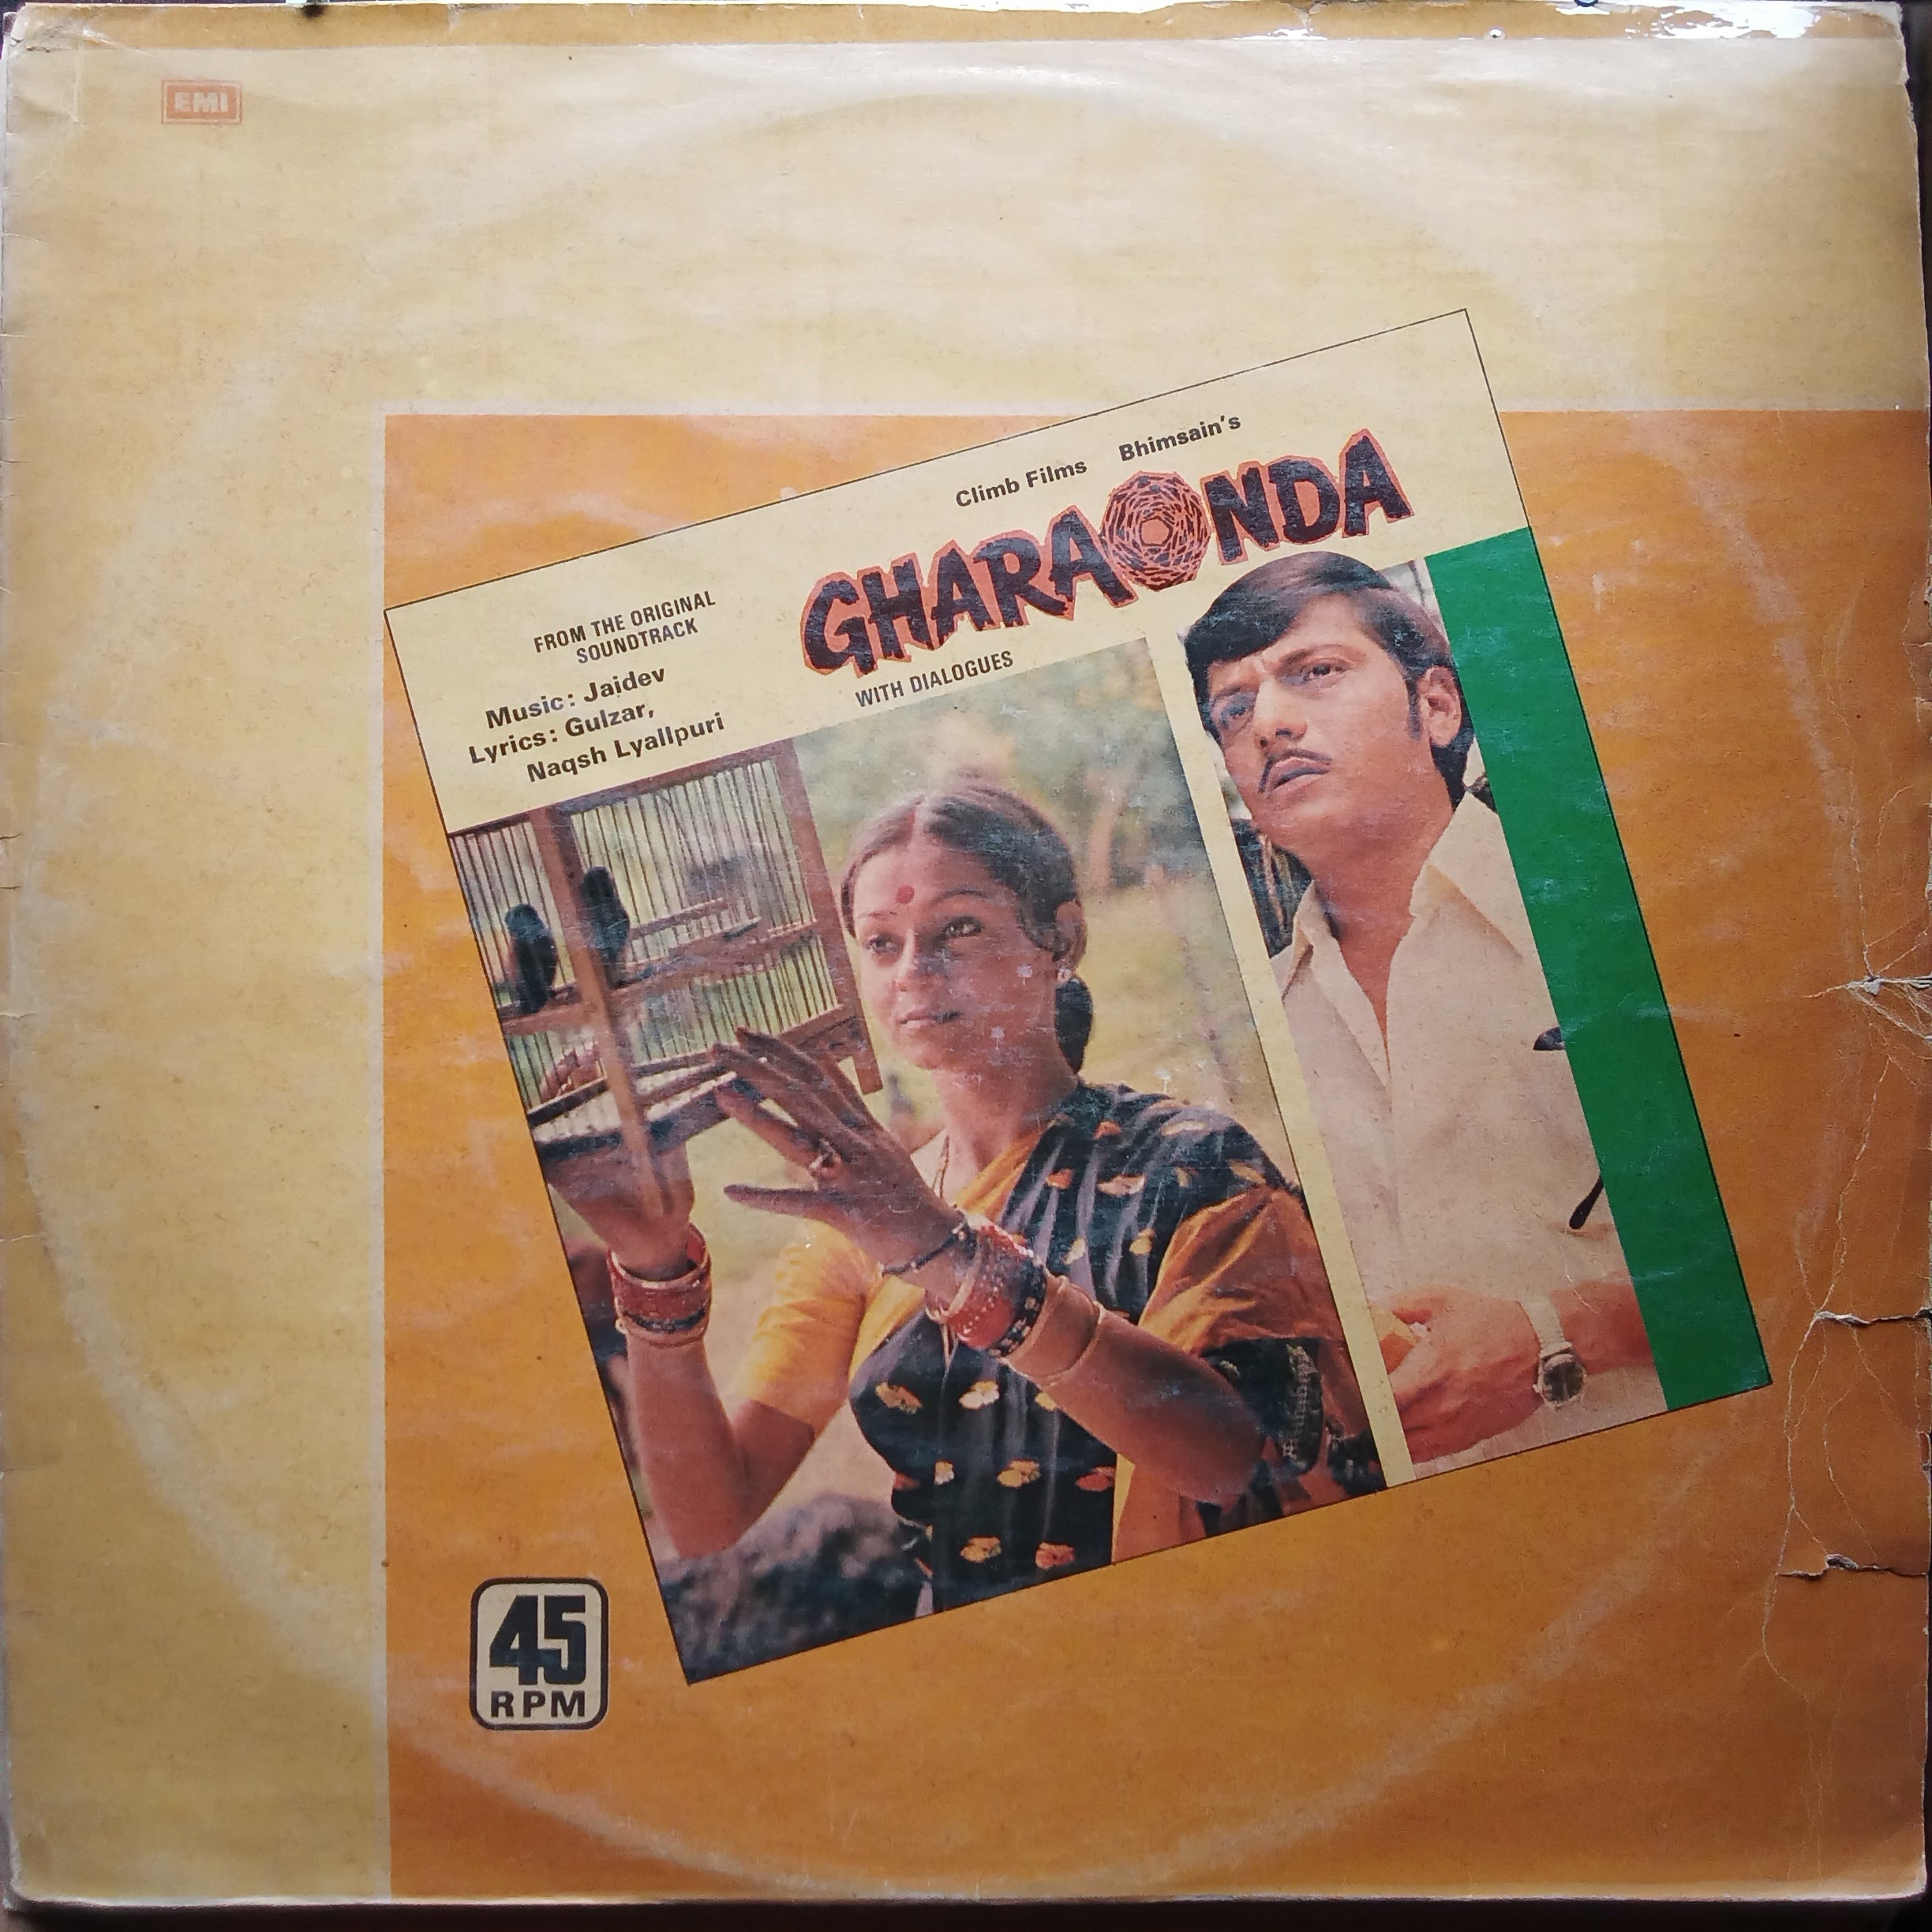 EMI
Climb Films Bhimsain's
GHARAONDA
WITH DIALOGUES
FROM THE ORIGINAL
SOUNDTRACK
Music: Jaidev
Lyrics: Gulzar,
Naqsh Lyallpuri
45
RPM